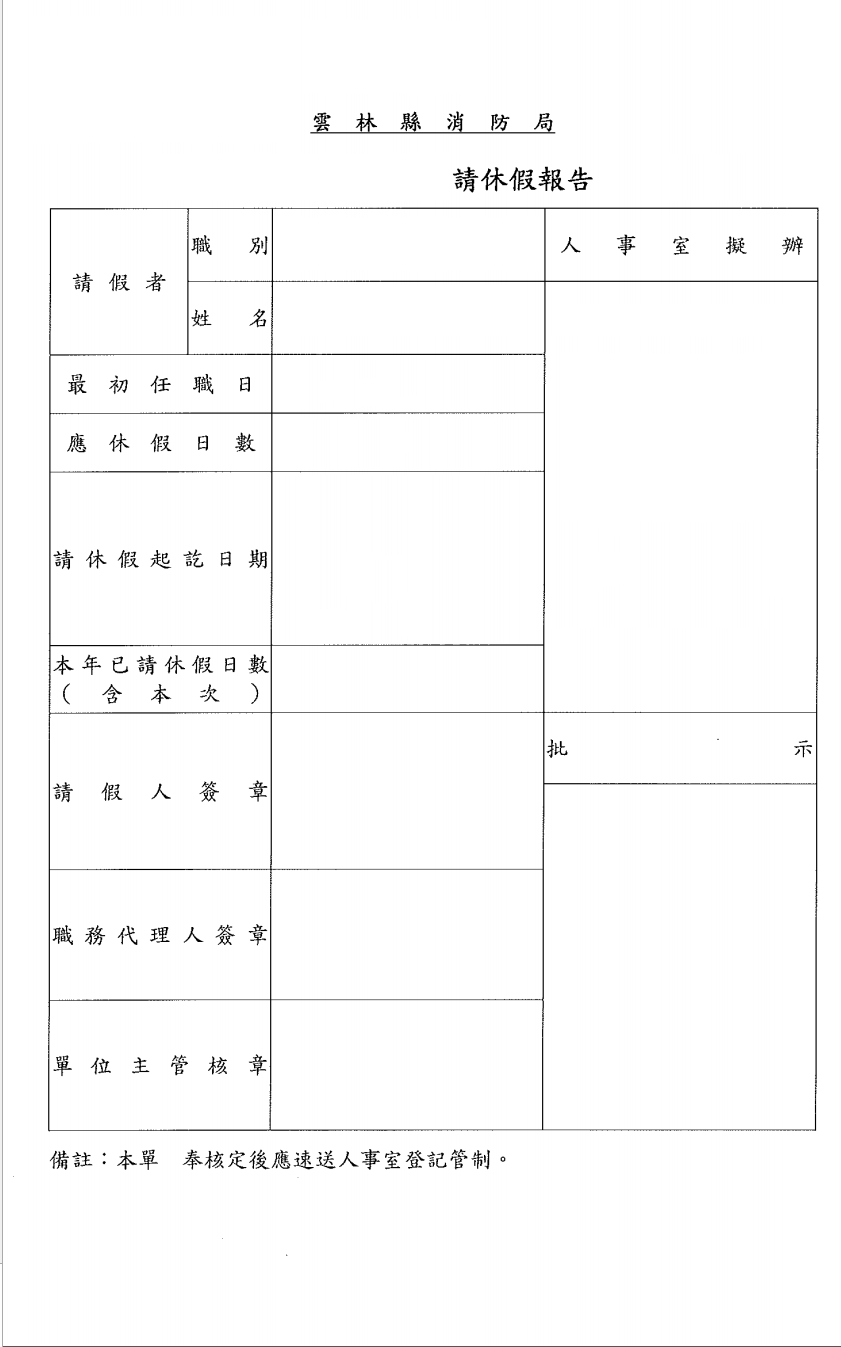 雲林縣消防局
請休假報告
請假者
職別
人事室擬辦
姓名
最初任職日
應休假日數
請休假起訖日期
本年已請休假日數
(含本次)
批示
請假人簽章
職務代理人簽章
單位主管核章
備註：本單　奉核定後應速送人事室登記管制。